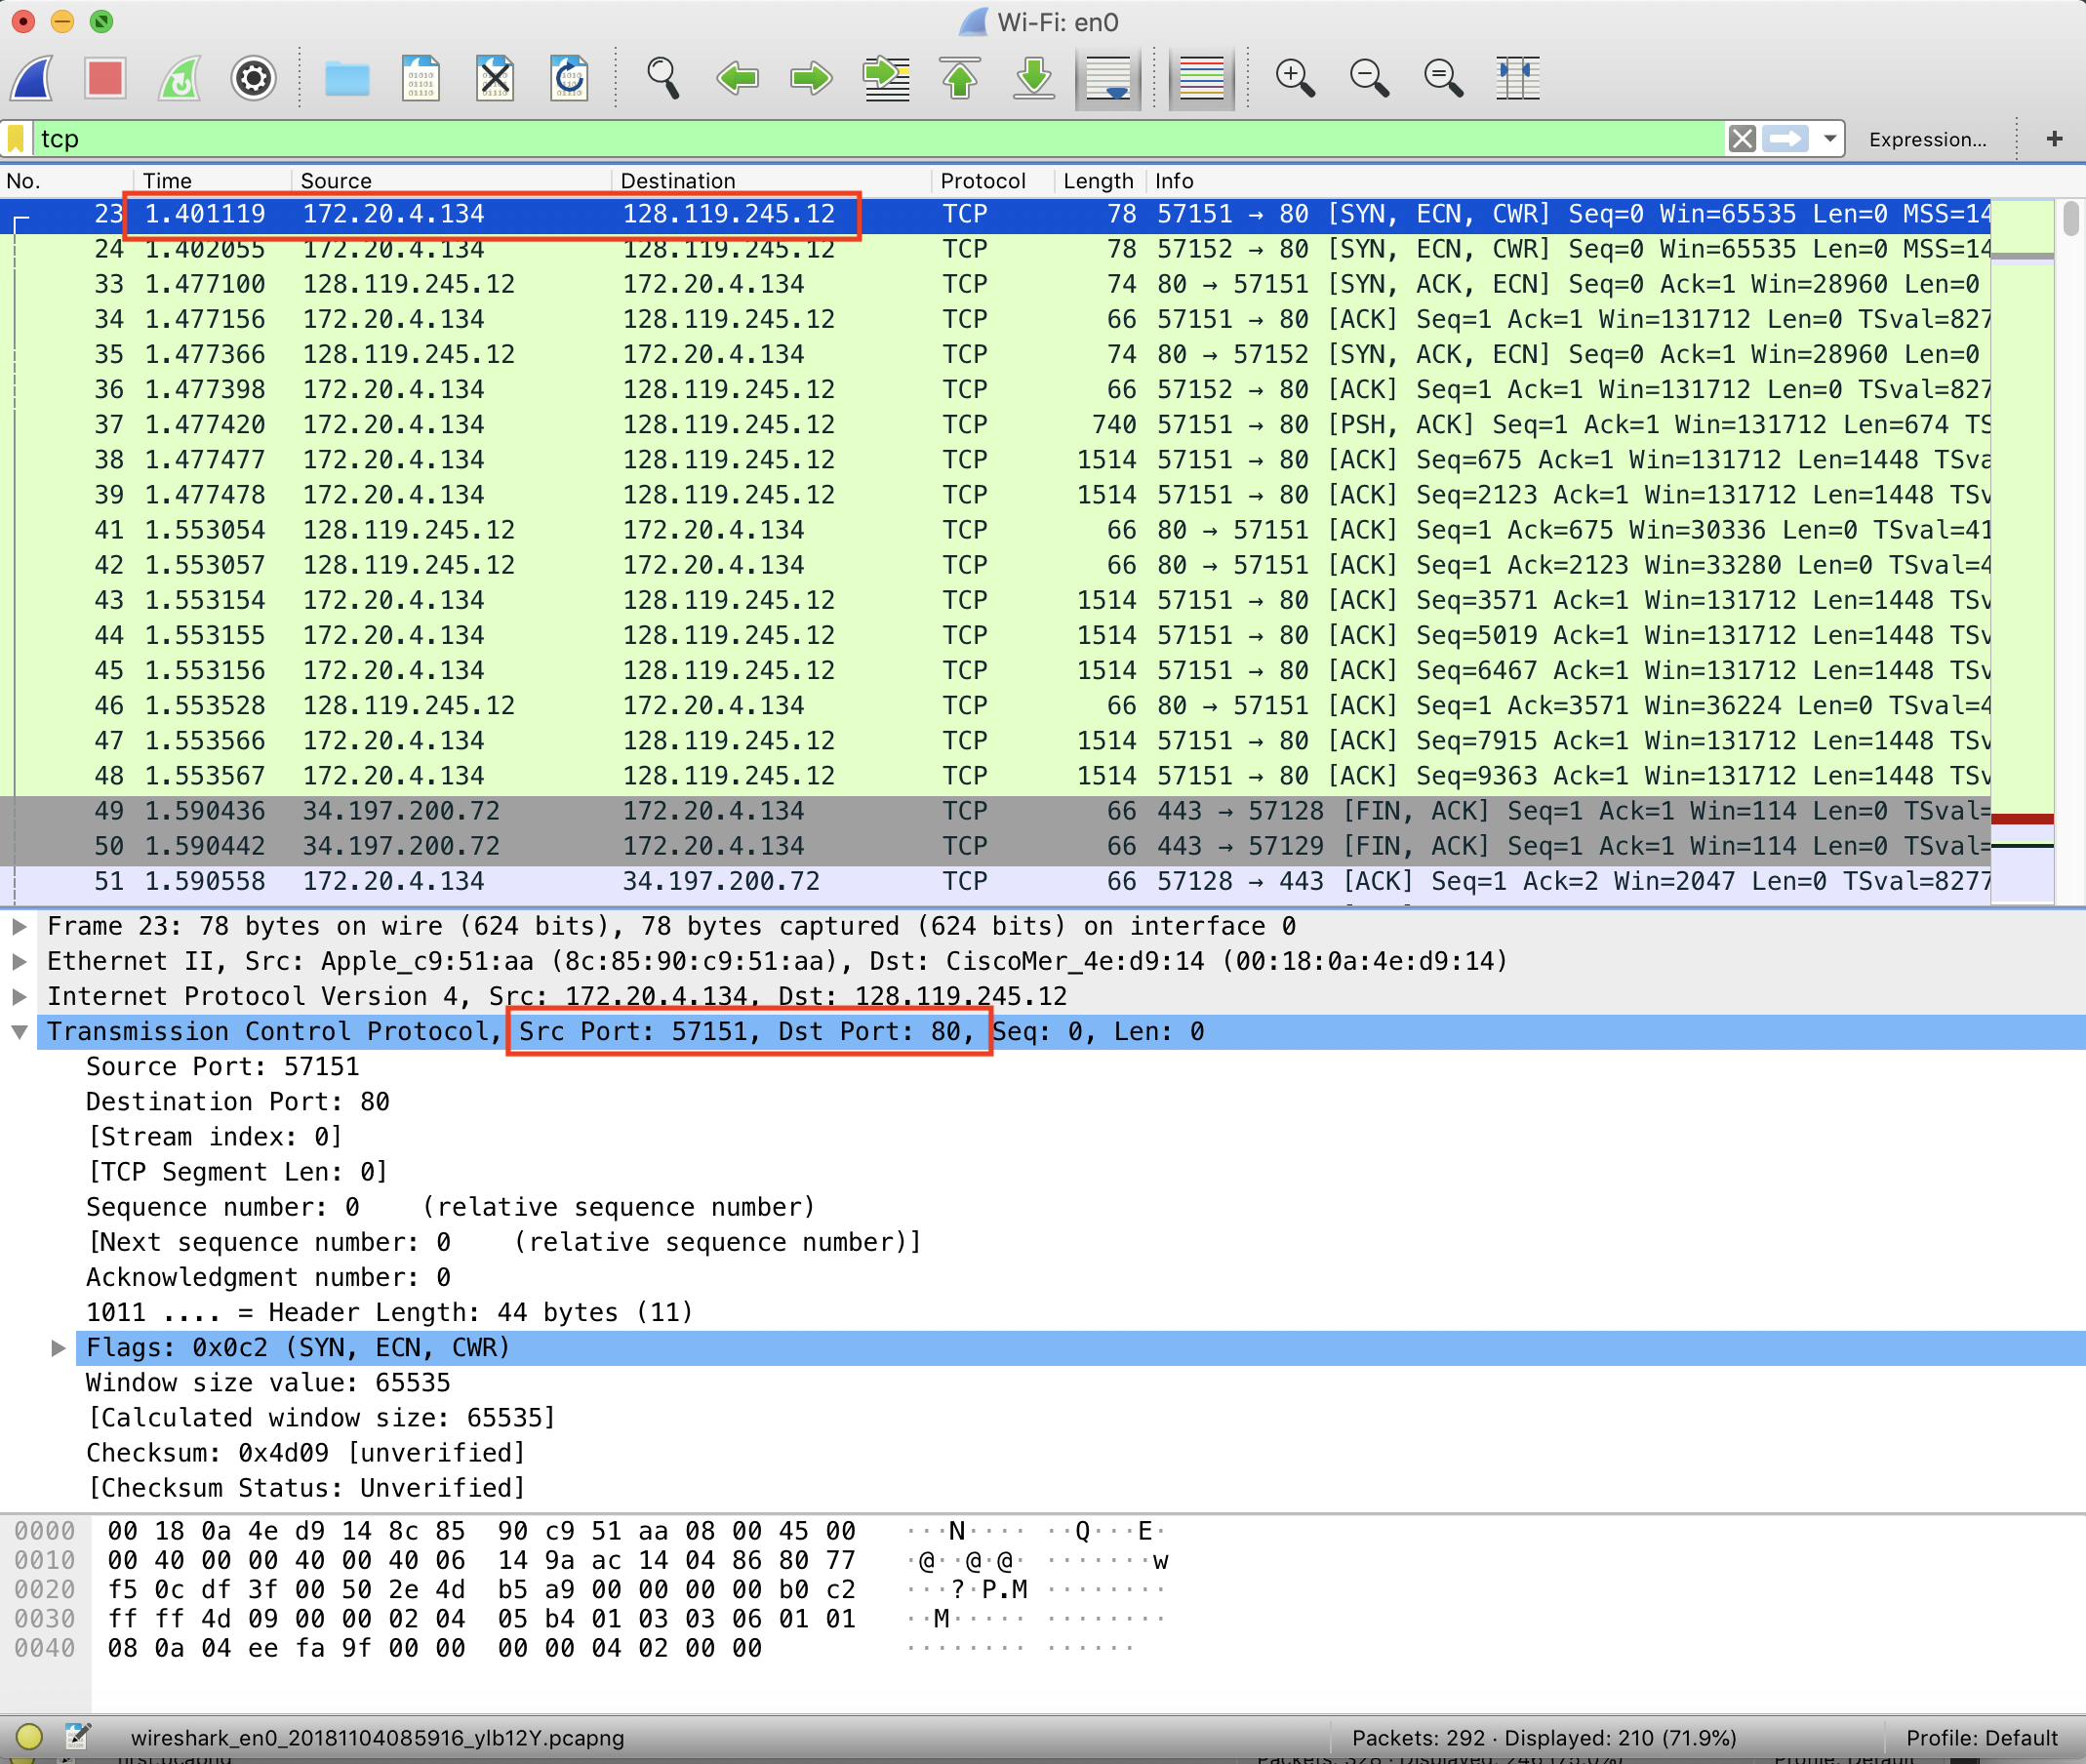 Wi-Fi: en0
tcp
Expression...
+
No. Time Source Destination Protocol Length Info
23 1.401119 172.20.4.134 128.119.245.12 TCP 78 57151 → 80 [SYN, ECN, CWR] Seq=0 Win=65535 Len=0 MSS=14
24 1.402055 172.20.4.134 128.119.245.12 TCP 78 57152 → 80 [SYN, ECN, CWR] Seq=0 Win=65535 Len=0 MSS=14
33 1.477100 128.119.245.12 172.20.4.134 TCP 74 80 → 57151 [SYN, ACK, ECN] Seq=0 Ack=1 Win=28960 Len=0
34 1.477156 172.20.4.134 128.119.245.12 TCP 66 57151 → 80 [ACK] Seq=1 Ack=1 Win=131712 Len=0 TSval=827
35 1.477366 128.119.245.12 172.20.4.134 TCP 74 80 → 57152 [SYN, ACK, ECN] Seq=0 Ack=1 Win=28960 Len=0
36 1.477398 172.20.4.134 128.119.245.12 TCP 66 57152 → 80 [ACK] Seq=1 Ack=1 Win=131712 Len=0 TSval=827
37 1.477420 172.20.4.134 128.119.245.12 TCP 740 57151 → 80 [PSH, ACK] Seq=1 Ack=1 Win=131712 Len=674 TS
38 1.477477 172.20.4.134 128.119.245.12 TCP 1514 57151 → 80 [ACK] Seq=675 Ack=1 Win=131712 Len=1448 TSva
39 1.477478 172.20.4.134 128.119.245.12 TCP 1514 57151 → 80 [ACK] Seq=2123 Ack=1 Win=131712 Len=1448 TSv
41 1.553054 128.119.245.12 172.20.4.134 TCP 66 80 → 57151 [ACK] Seq=1 Ack=675 Win=30336 Len=0 TSval=41
42 1.553057 128.119.245.12 172.20.4.134 TCP 66 80 → 57151 [ACK] Seq=1 Ack=2123 Win=33280 Len=0 TSval=4
43 1.553154 172.20.4.134 128.119.245.12 TCP 1514 57151 → 80 [ACK] Seq=3571 Ack=1 Win=131712 Len=1448 TSv
44 1.553155 172.20.4.134 128.119.245.12 TCP 1514 57151 → 80 [ACK] Seq=5019 Ack=1 Win=131712 Len=1448 TSv
45 1.553156 172.20.4.134 128.119.245.12 TCP 1514 57151 → 80 [ACK] Seq=6467 Ack=1 Win=131712 Len=1448 TSv
46 1.553528 128.119.245.12 172.20.4.134 TCP 66 80 → 57151 [ACK] Seq=1 Ack=3571 Win=36224 Len=0 TSval=4
47 1.553566 172.20.4.134 128.119.245.12 TCP 1514 57151 → 80 [ACK] Seq=7915 Ack=1 Win=131712 Len=1448 TSv
48 1.553567 172.20.4.134 128.119.245.12 TCP 1514 57151 → 80 [ACK] Seq=9363 Ack=1 Win=131712 Len=1448 TSv
49 1.590436 34.197.200.72 172.20.4.134 TCP 66 443 → 57128 [FIN, ACK] Seq=1 Ack=1 Win=114 Len=0 TSval=
50 1.590442 34.197.200.72 172.20.4.134 TCP 66 443 → 57129 [FIN, ACK] Seq=1 Ack=1 Win=114 Len=0 TSval=
51 1.590558 172.20.4.134 34.197.200.72 TCP 66 57128 → 443 [ACK] Seq=1 Ack=2 Win=2047 Len=0 TSval=8277
Frame 23: 78 bytes on wire (624 bits), 78 bytes captured (624 bits) on interface 0
Ethernet II, Src: Apple_c9:51:aa (8c:85:90:c9:51:aa), Dst: CiscoMer_4e:d9:14 (00:18:0a:4e:d9:14)
Internet Protocol Version 4, Src: 172.20.4.134, Dst: 128.119.245.12
Transmission Control Protocol, Src Port: 57151, Dst Port: 80, Seq: 0, Len: 0
Source Port: 57151
Destination Port: 80
[Stream index: 0]
[TCP Segment Len: 0]
Sequence number: 0    (relative sequence number)
[Next sequence number: 0    (relative sequence number)]
Acknowledgment number: 0
1011 .... = Header Length: 44 bytes (11)
Flags: 0x0c2 (SYN, ECN, CWR)
Window size value: 65535
[Calculated window size: 65535]
Checksum: 0x4d09 [unverified]
[Checksum Status: Unverified]
0000 00 18 0a 4e d9 14 8c 85 90 c9 51 aa 08 00 45 00 ···N···· ··Q···E·
0010 00 40 00 00 40 00 40 06 14 9a ac 14 04 86 80 77 ·@··@·@· ·······w
0020 f5 0c df 3f 00 50 2e 4d b5 a9 00 00 00 00 b0 c2 ···?·P.M ········
0030 ff ff 4d 09 00 00 02 04 05 b4 01 03 03 06 01 01 ··M····· ········
0040 08 0a 04 ee fa 9f 00 00 00 00 04 02 00 00 ········ ······
wireshark_en0_20181104085916_ylb12Y.pcapng
Packets: 292 · Displayed: 210 (71.9%)
Profile: Default